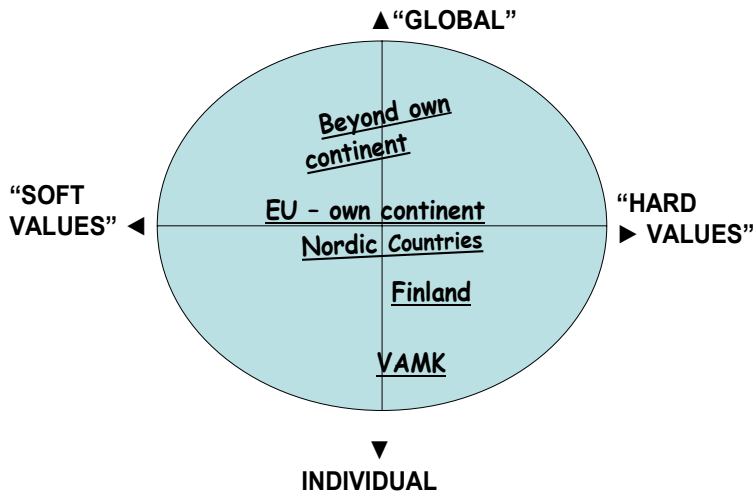 ▲“GLOBAL”
Beyond own
continent
“SOFT
VALUES” ◄
EU – own continent
“HARD
► VALUES”
Nordic Countries
Finland
VAMK
▼
INDIVIDUAL